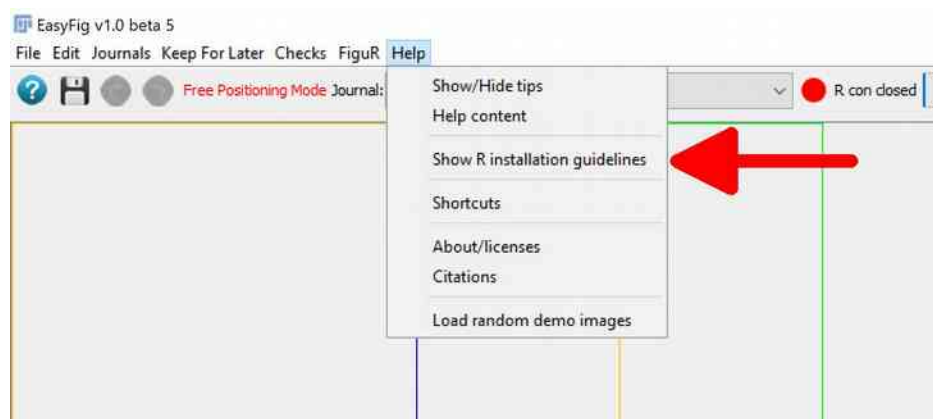 EasyFig v1.0 beta 5
File Edit Journals Keep For Later Checks FiguR Help
Free Positioning Mode Journal: R con closed
Show/Hide tips
Help content
Show R installation guidelines
Shortcuts
About/licenses
Citations
Load random demo images